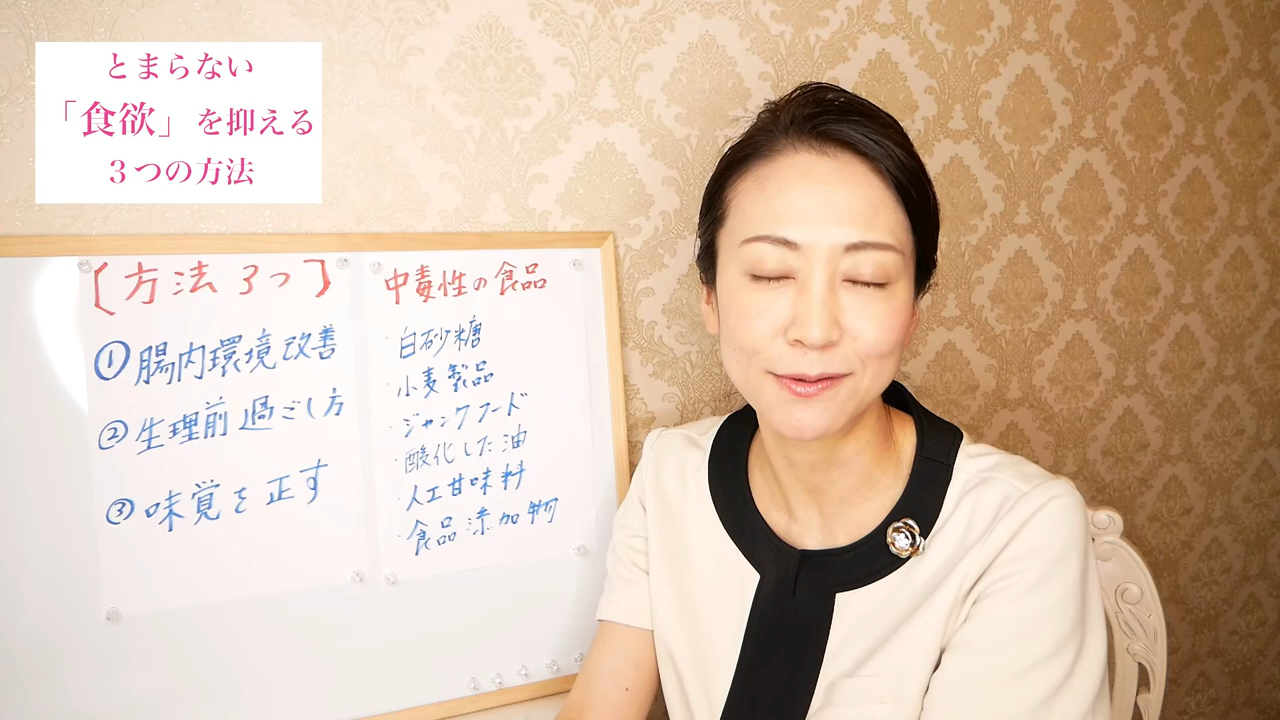 とまらない
「食欲」を抑える
３つの方法
【方法3つ】
①腸内環境改善
②生理前過ごし方
③味覚を正す
中毒性の食品
・白砂糖
・小麦製品
・ジャンクフード
・酸化した油
・人工甘味料
・食品添加物